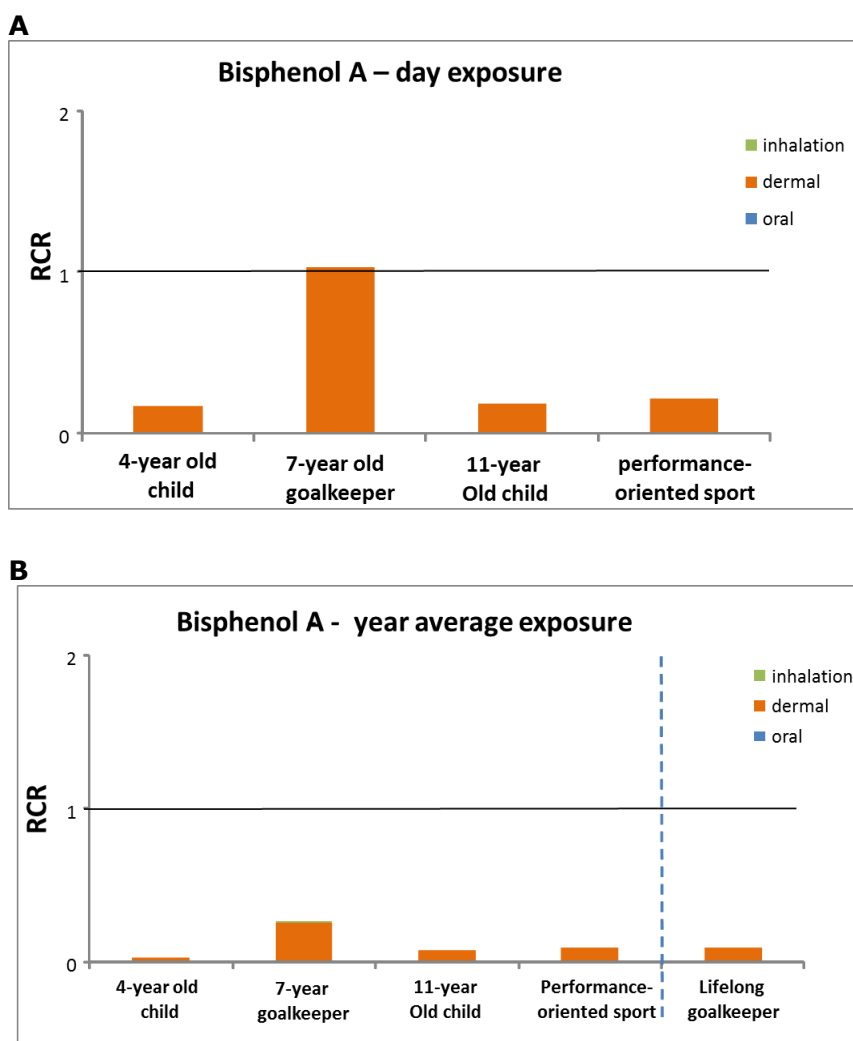 A
Bisphenol A – day exposure
2
inhalation
dermal
oral
RCR
1
0
4-year old
child
7-year old
goalkeeper
11-year
Old child
performance-
oriented sport
B
Bisphenol A - year average exposure
2
inhalation
dermal
oral
RCR
1
0
4-year old
child
7-year
goalkeeper
11-year
Old child
Performance-
oriented sport
Lifelong
goalkeeper